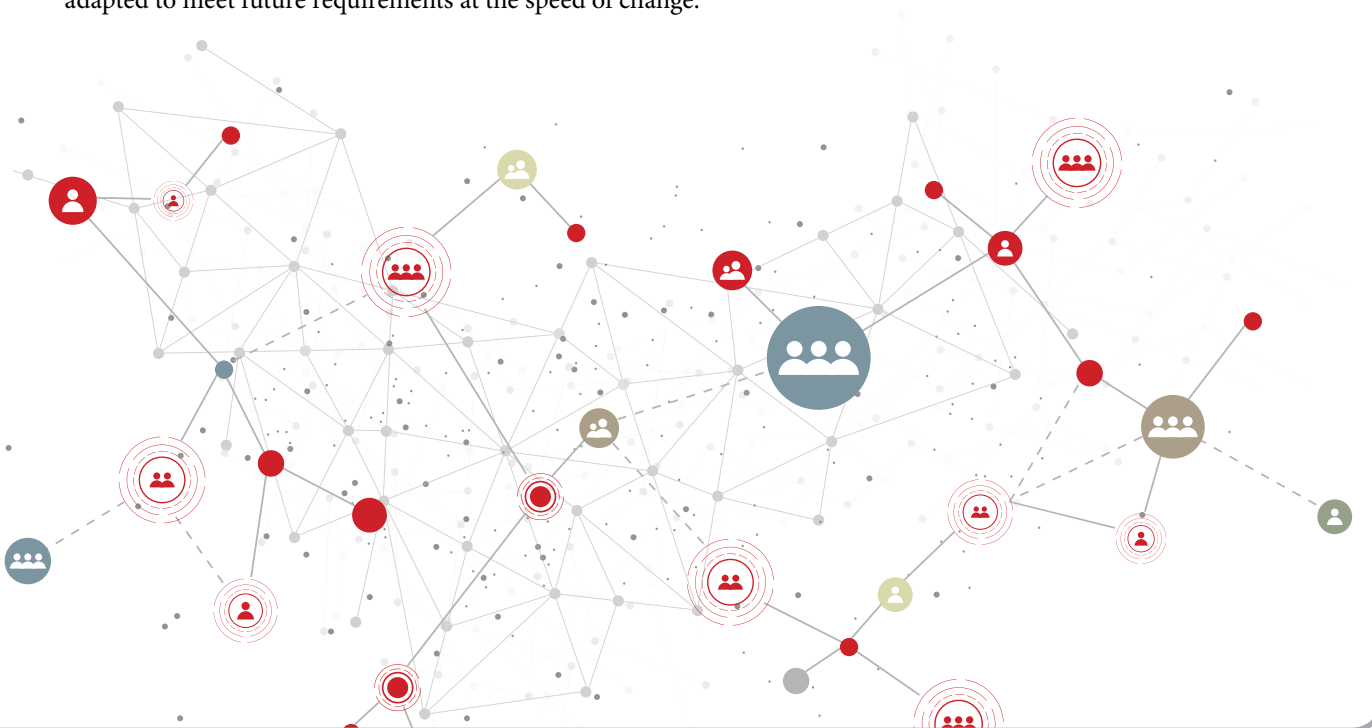 adapted to meet future requirements at the speed of change.